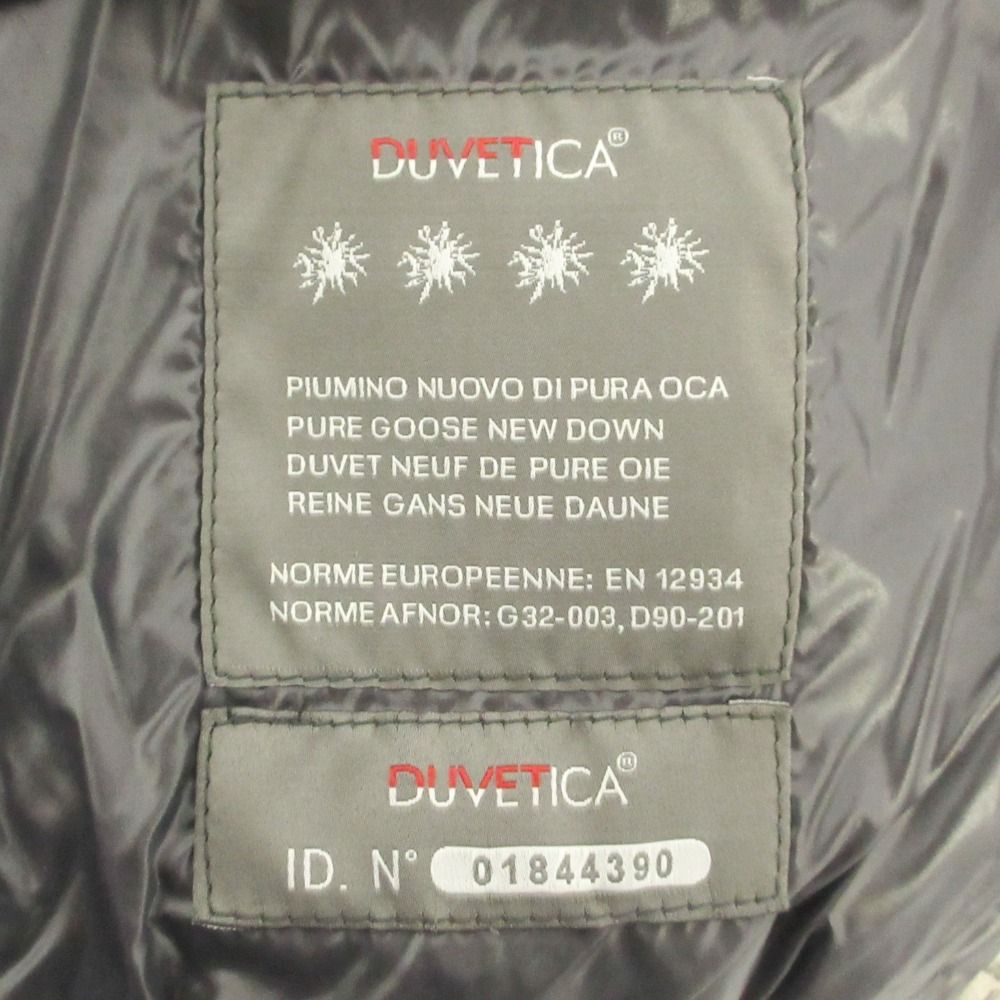 DUVETICA®
PIUMINO NUOVO DI PURA OCA
PURE GOOSE NEW DOWN
DUVET NEUF DE PURE OIE
REINE GANS NEUE DAUNE
NORME EUROPEENNE: EN 12934
NORME AFNOR: G32-003, D90-201
DUVETICA®
ID. N° 01844390